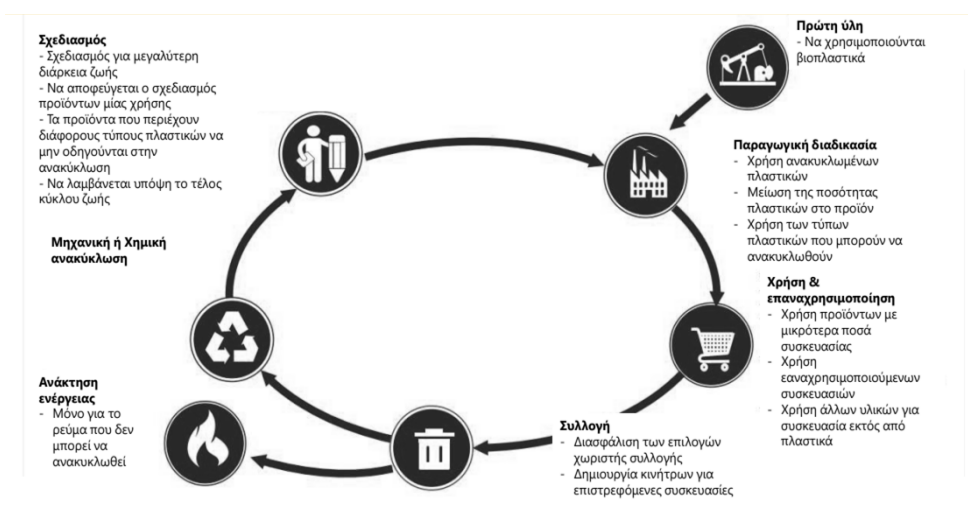 Σχεδιασμός
- Σχεδιασμός για μεγαλύτερη
διάρκεια ζωής
- Να αποφεύγεται ο σχεδιασμός
προϊόντων μίας χρήσης
- Τα προϊόντα που περιέχουν
διάφορους τύπους πλαστικών να
μην οδηγούνται στην
ανακύκλωση
- Να λαμβάνεται υπόψη το τέλος
κύκλου ζωής
Πρώτη ύλη
- Να χρησιμοποιούνται
βιοπλαστικά
Παραγωγική διαδικασία
- Χρήση ανακυκλωμένων
πλαστικών
- Μείωση της ποσότητας
πλαστικών στο προϊόν
- Χρήση των τύπων
πλαστικών που μπορούν να
ανακυκλωθούν
Χρήση &
επαναχρησιμοποίηση
- Χρήση προϊόντων με
μικρότερα ποσά
συσκευασίας
- Χρήση
εαναχρησιμοποιούμενων
συσκευασιών
- Χρήση άλλων υλικών για
συσκευασία εκτός από
πλαστικά
Συλλογή
- Διασφάλιση των επιλογών
χωριστής συλλογής
- Δημιουργία κινήτρων για
επιστρεφόμενες συσκευασίες
Μηχανική ή Χημική
ανακύκλωση
Ανάκτηση
ενέργειας
- Μόνο για το
ρεύμα που δεν
μπορεί να
ανακυκλωθεί